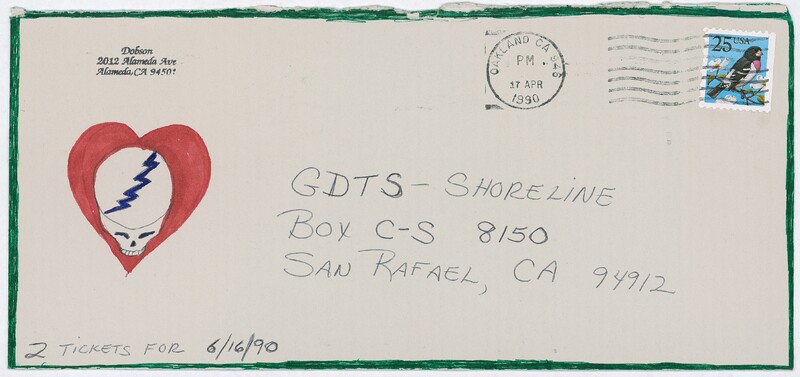 Dobson
2012 Alameda Ave
Alameda, CA 94501
OAKLAND CA 946
PM
17 APR
1990
25 USA
GDTS - SHORELINE
BOX C-S 8150
SAN RAFAEL, CA 94912
2 TICKETS FOR 6/16/90